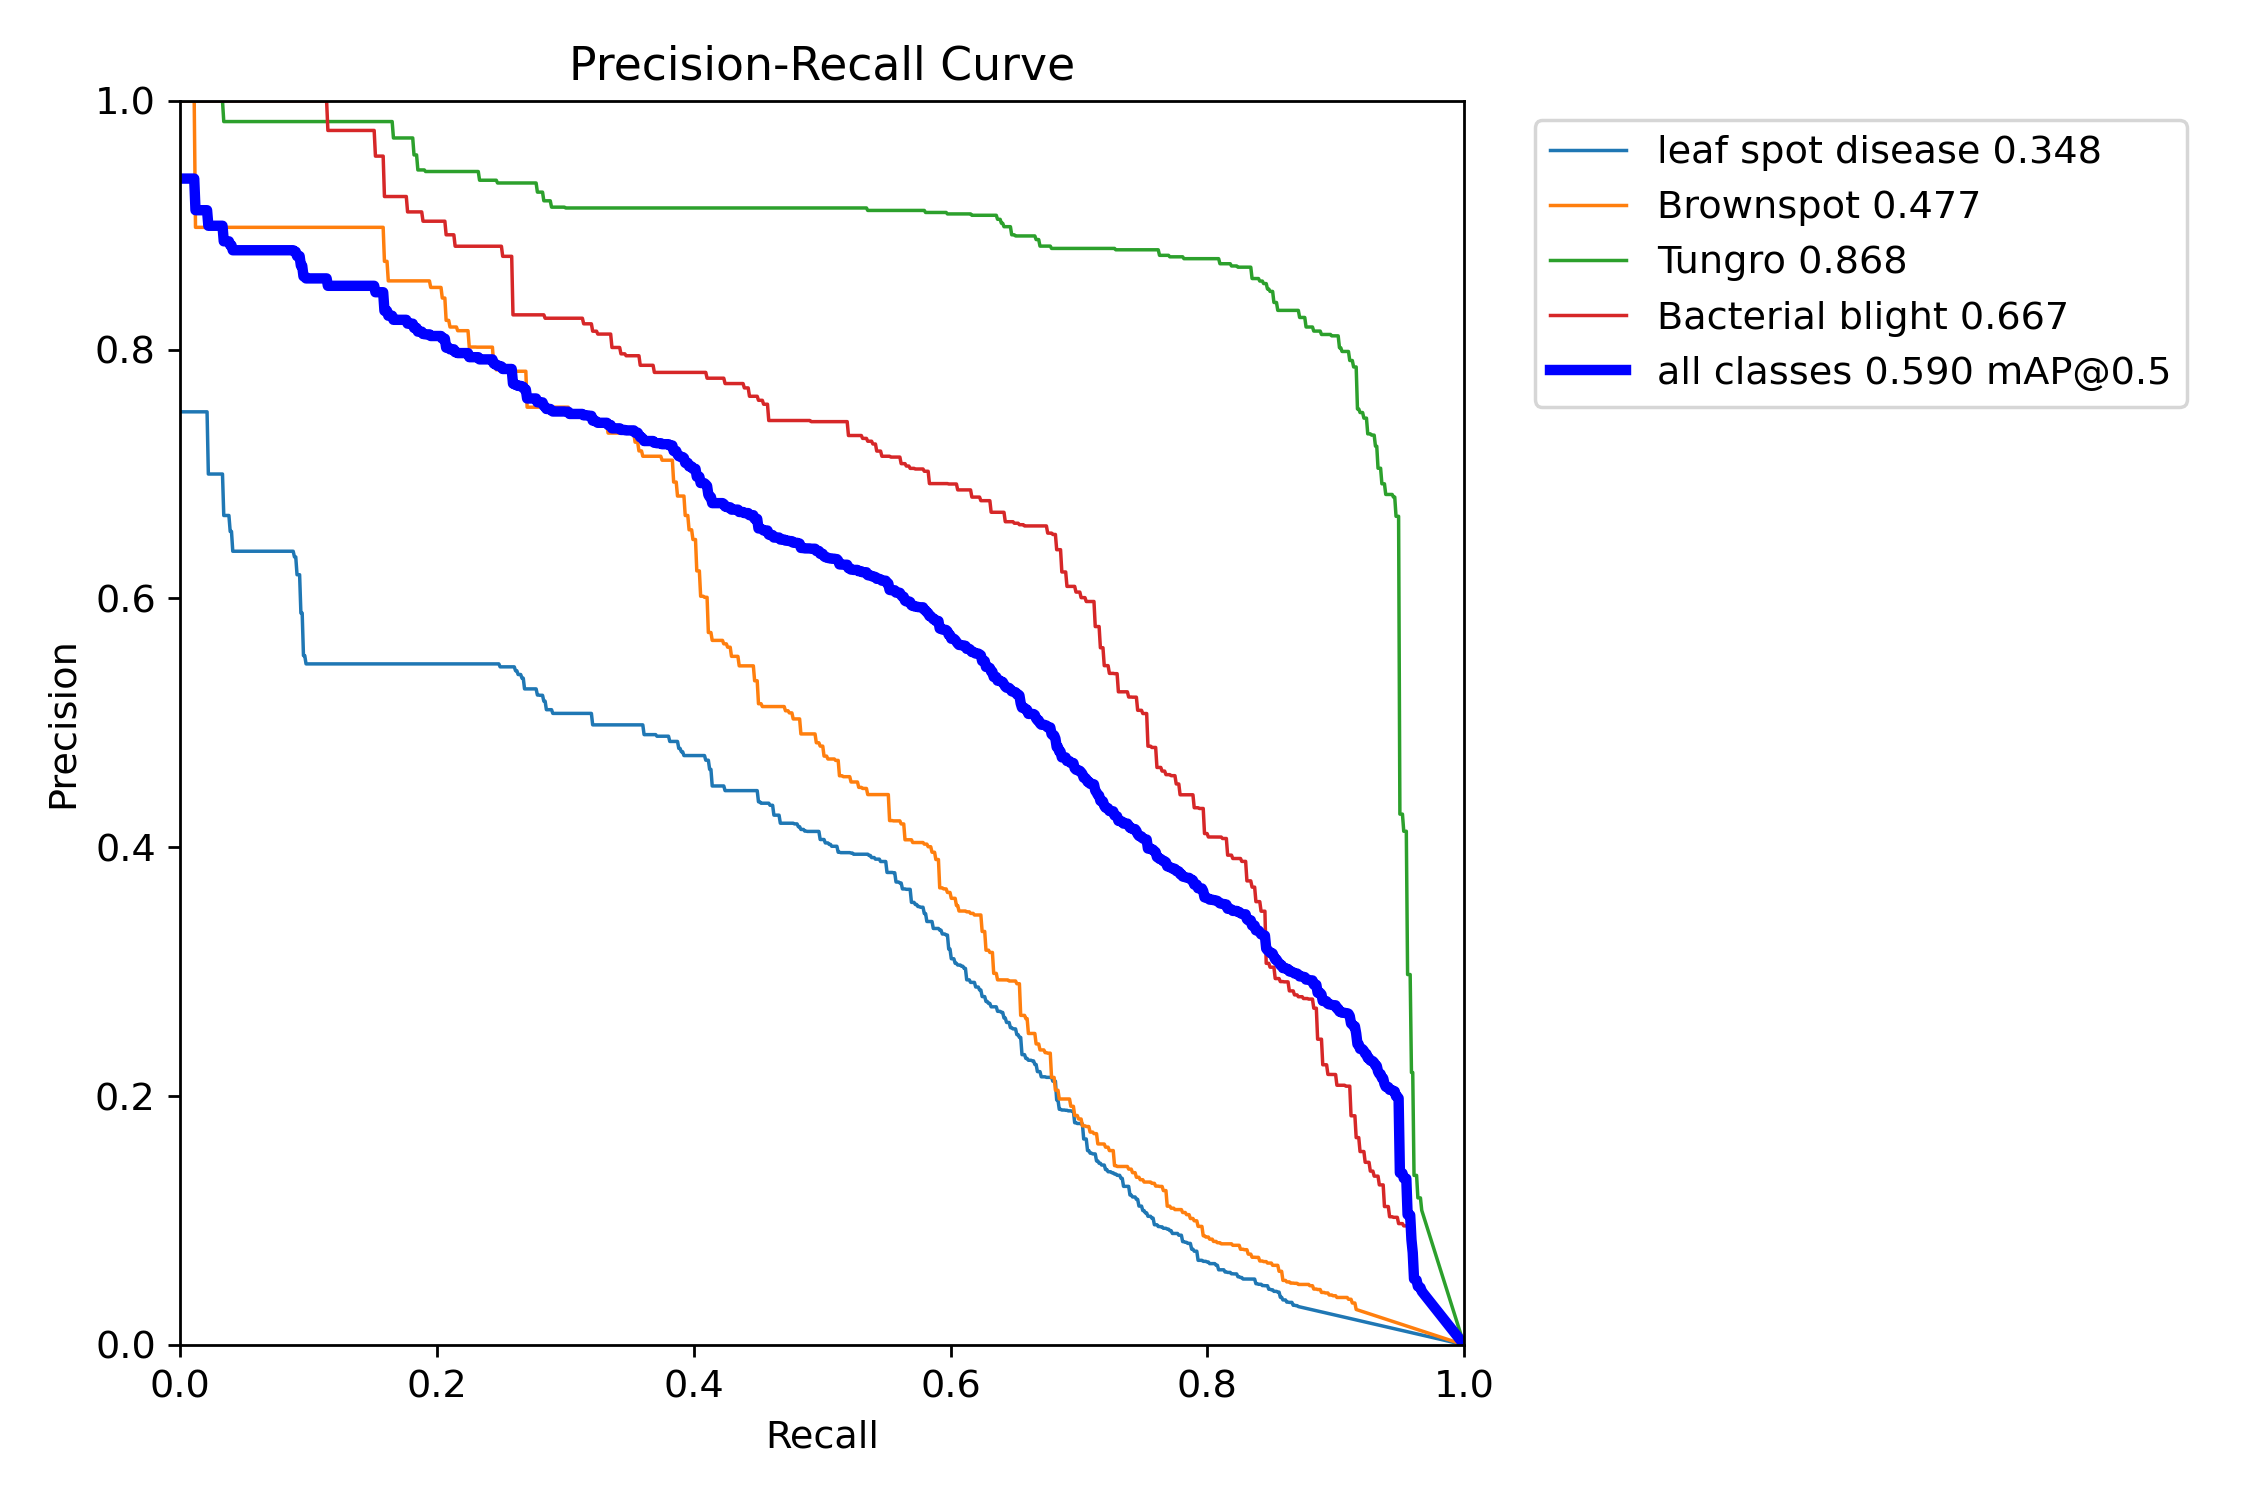 Precision-Recall Curve
1.0
0.8
0.6
0.4
0.2
0.0
Precision
0.0 0.2 0.4 0.6 0.8 1.0
Recall
leaf spot disease 0.348
Brownspot 0.477
Tungro 0.868
Bacterial blight 0.667
all classes 0.590 mAP@0.5